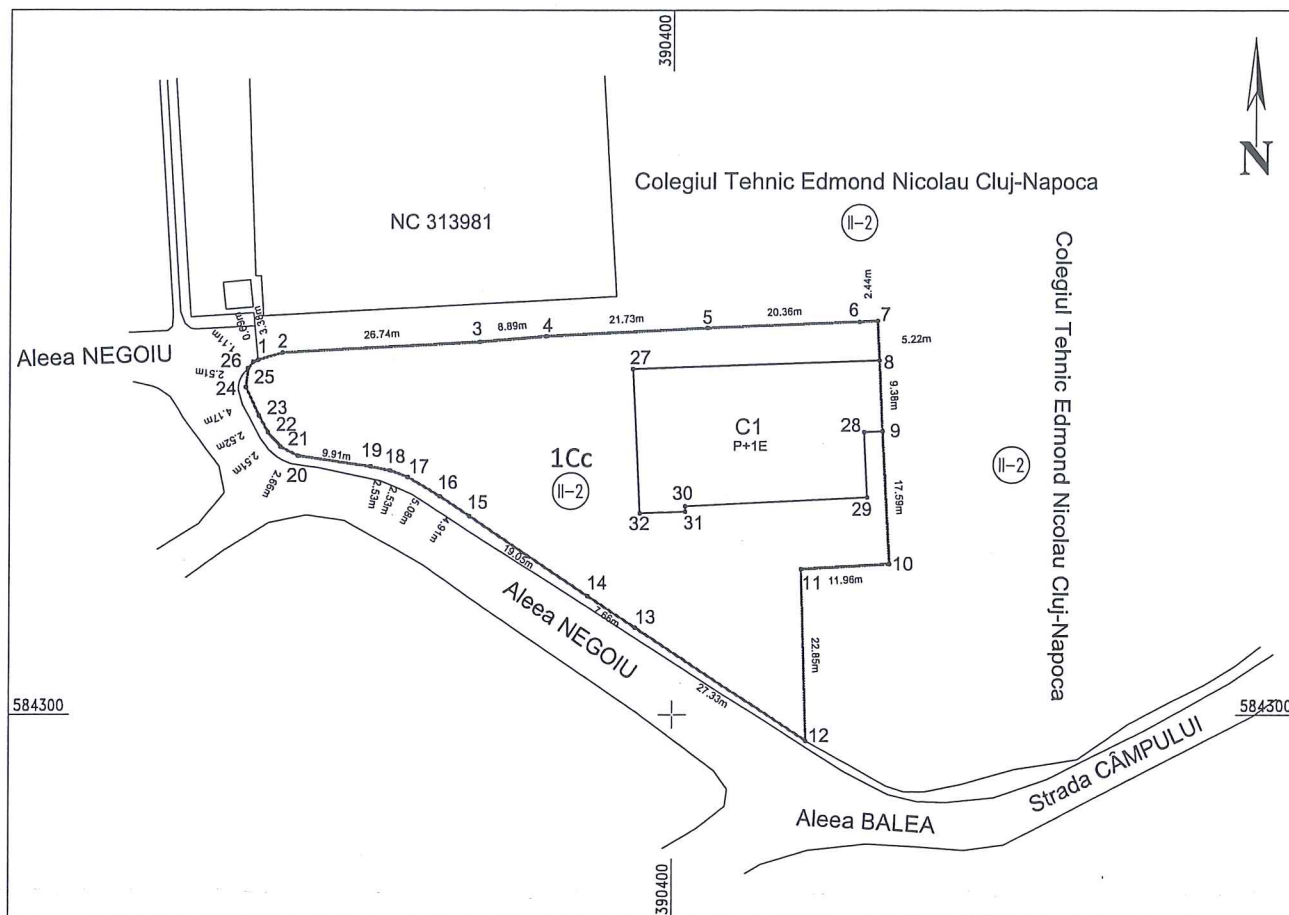 390400
N
Colegiul Tehnic Edmond Nicolau Cluj-Napoca
II-2
NC 313981
Colegiul Tehnic Edmond Nicolau Cluj-Napoca
II-2
2.44m
0.69m
3.38m
1.11m
Aleea NEGOIU
1
2
26.74m
3
8.89m
4
21.73m
5
20.36m
6
7
5.22m
26
2.51m
25
24
27
8
9.38m
4.17m
23
2.52m
22
2.51m
21
C1
P+1E
28
9
20
2.66m
9.91m
19
18
17
2.53m
2.53m
5.08m
16
4.91m
15
1Cc
II-2
30
29
17.59m
32
31
19.05m
14
11
11.96m
10
7.66m
13
Aleea NEGOIU
22.85m
27.33m
584300
584300
12
Strada CÂMPULUI
Aleea BALEA
390400